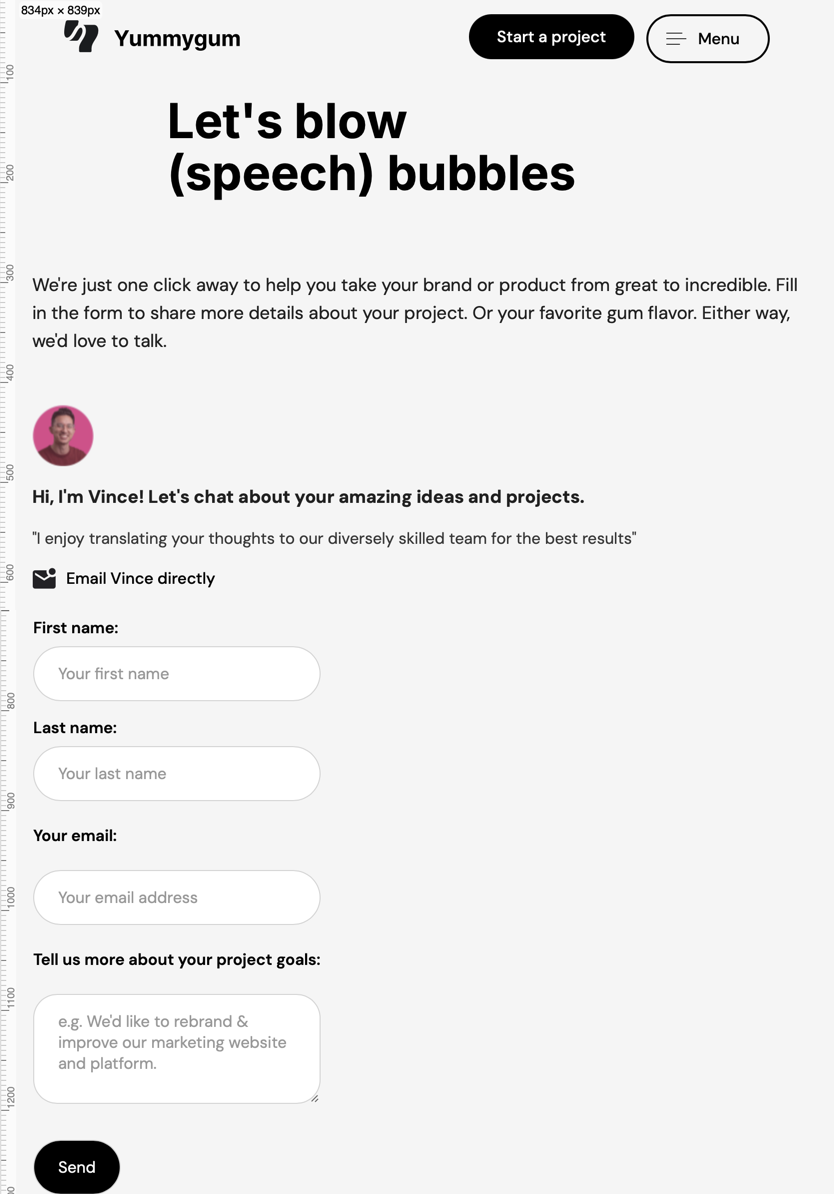 834px × 839px
Yummygum
Start a project
Menu
Let's blow
(speech) bubbles
We're just one click away to help you take your brand or product from great to incredible. Fill
in the form to share more details about your project. Or your favorite gum flavor. Either way,
we'd love to talk.
Hi, I'm Vince! Let's chat about your amazing ideas and projects.
"I enjoy translating your thoughts to our diversely skilled team for the best results"
Email Vince directly
First name:
Your first name
Last name:
Your last name
Your email:
Your email address
Tell us more about your project goals:
e.g. We'd like to rebrand &
improve our marketing website
and platform.
Send
100
200
300
400
500
600
800
900
1000
1100
1200